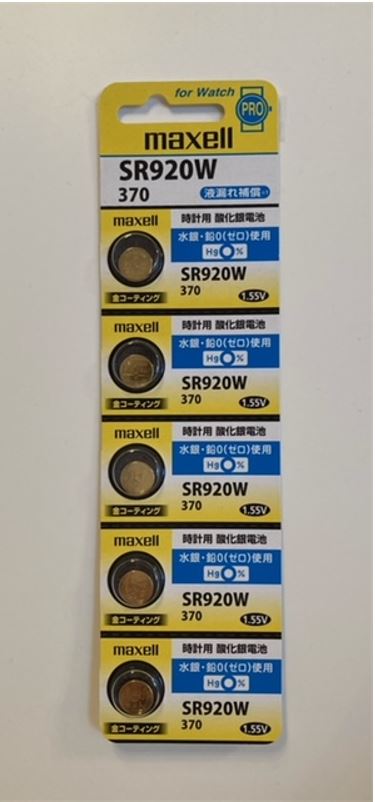 for Watch
PRO
maxell
SR920W
370
液漏れ補償※1
maxell
時計用 酸化銀電池
水銀・鉛0(ゼロ)使用
Hg 0%
SR920W
370
1.55V
金コーティング
maxell
時計用 酸化銀電池
水銀・鉛0(ゼロ)使用
Hg 0%
SR920W
370
1.55V
金コーティング
maxell
時計用 酸化銀電池
水銀・鉛0(ゼロ)使用
Hg 0%
SR920W
370
1.55V
金コーティング
maxell
時計用 酸化銀電池
水銀・鉛0(ゼロ)使用
Hg 0%
SR920W
370
1.55V
金コーティング
maxell
時計用 酸化銀電池
水銀・鉛0(ゼロ)使用
Hg 0%
SR920W
370
1.55V
金コーティング